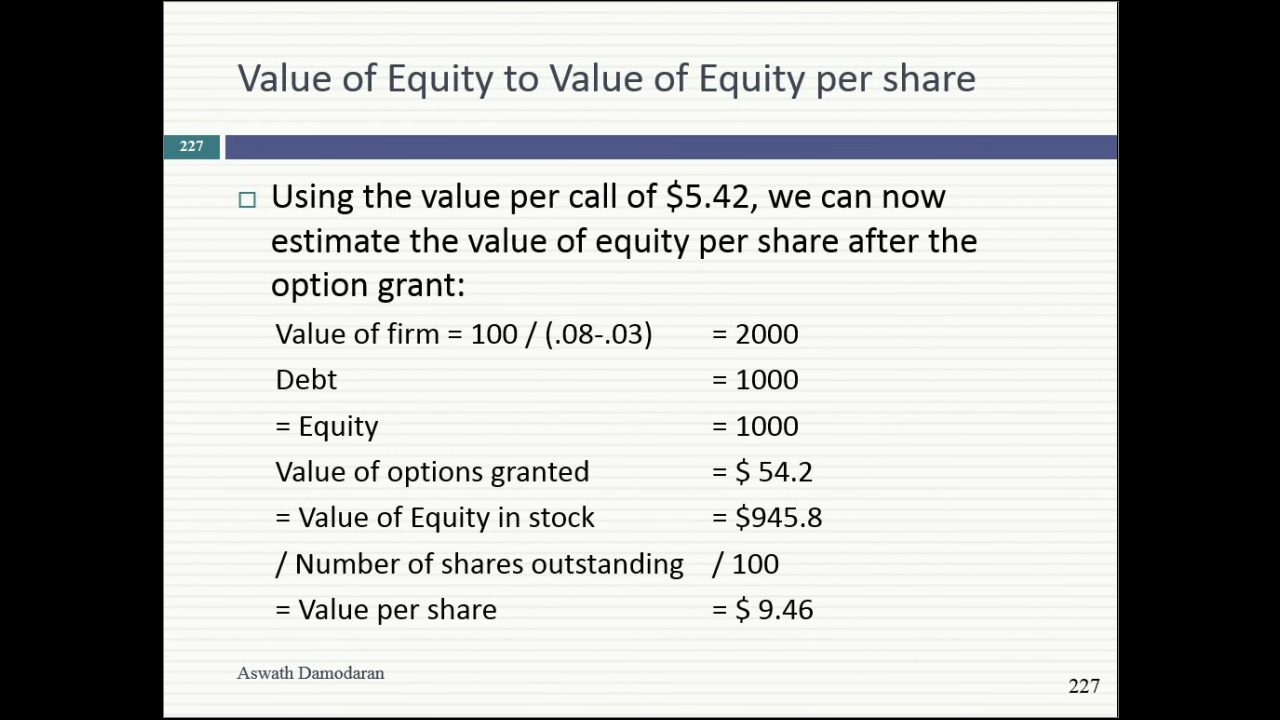 Value of Equity to Value of Equity per share
227
Using the value per call of $5.42, we can now
estimate the value of equity per share after the
option grant:
Value of firm = 100 / (.08-.03) = 2000
Debt = 1000
= Equity = 1000
Value of options granted = $ 54.2
= Value of Equity in stock = $945.8
/ Number of shares outstanding / 100
= Value per share = $ 9.46
Aswath Damodaran
227